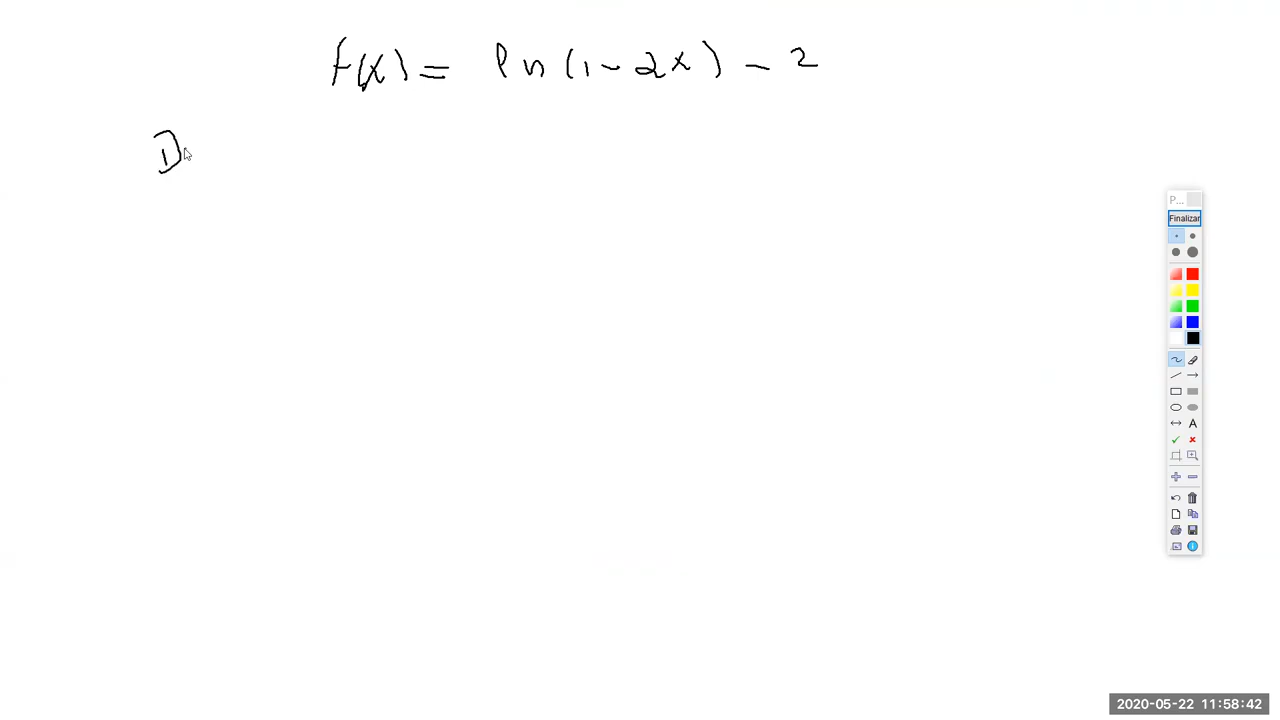 f(x) = ln(1-2x) - 2
D
P...
Finalizar
A
2020-05-22 11:58:42